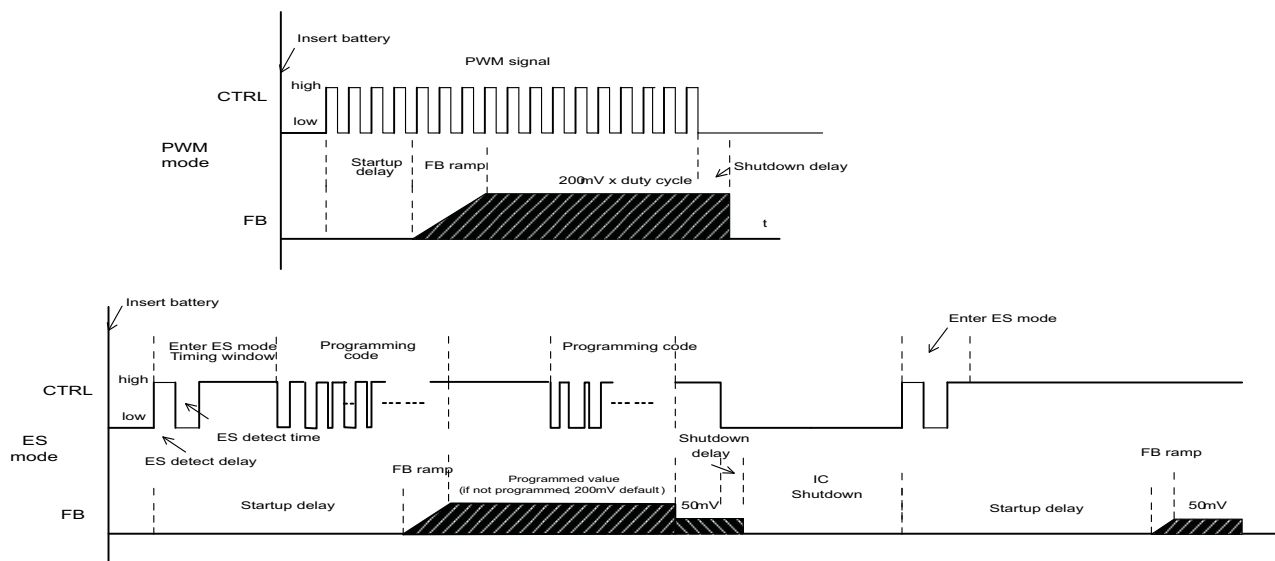 Insert battery
PWM signal
high
CTRL
low
PWM
mode
Startup
delay
FB ramp
Shutdown delay
200mV x duty cycle
FB
t
Insert battery
Enter ES mode
Enter ES mode
Timing window
Programming
code
Programming code
high
CTRL
low
ES
mode
ES detect time
ES detect delay
Shutdown
delay
FB ramp
FB ramp
Programmed value
(if not programmed, 200mV default)
IC
Shutdown
50mV
50mV
Startup delay
Startup delay
FB